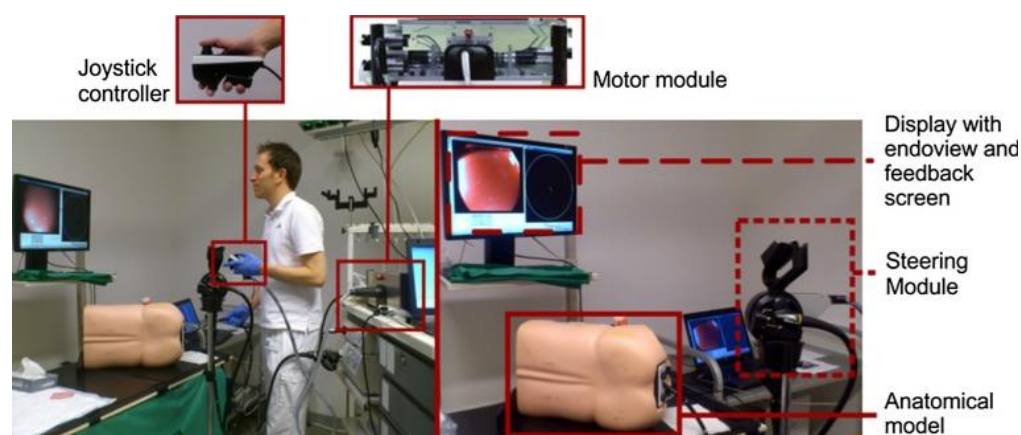 Joystick
controller
Motor module
Display with
endoview and
feedback
screen
Steering
Module
Anatomical
model